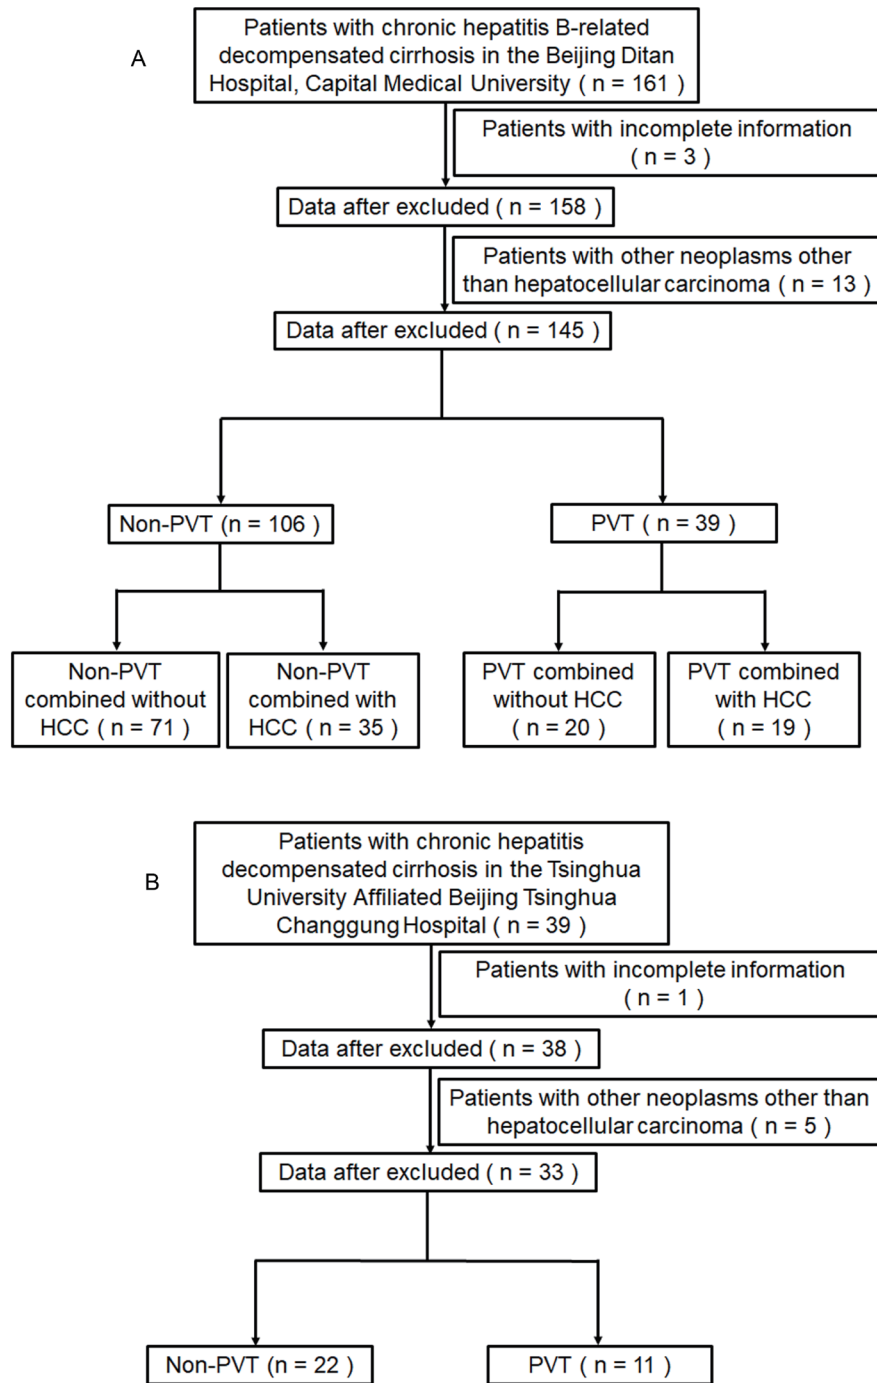 A
Patients with chronic hepatitis B-related
decompensated cirrhosis in the Beijing Ditan
Hospital, Capital Medical University ( n = 161 )
Patients with incomplete information
( n = 3 )
Data after excluded ( n = 158 )
Patients with other neoplasms other
than hepatocellular carcinoma ( n = 13 )
Data after excluded ( n = 145 )
Non-PVT (n = 106 )
PVT ( n = 39 )
Non-PVT
combined without
HCC ( n = 71 )
Non-PVT
combined with
HCC ( n = 35 )
PVT combined
without HCC
( n = 20 )
PVT combined
with HCC
( n = 19 )
B
Patients with chronic hepatitis
decompensated cirrhosis in the Tsinghua
University Affiliated Beijing Tsinghua
Changgung Hospital ( n = 39 )
Patients with incomplete information
( n = 1 )
Data after excluded ( n = 38 )
Patients with other neoplasms other than
hepatocellular carcinoma ( n = 5 )
Data after excluded ( n = 33 )
Non-PVT (n = 22 )
PVT ( n = 11 )